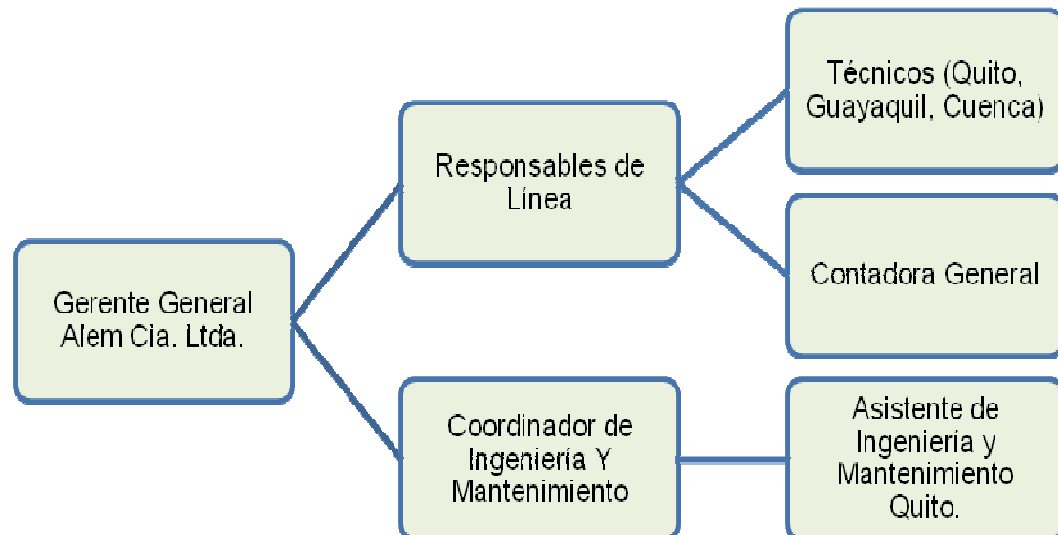 Técnicos (Quito,
Guayaquil, Cuenca)
Responsables de
Línea
Contadora General
Gerente General
Alem Cia. Ltda.
Coordinador de
Ingeniería Y
Mantenimiento
Asistente de
Ingeniería y
Mantenimiento
Quito.